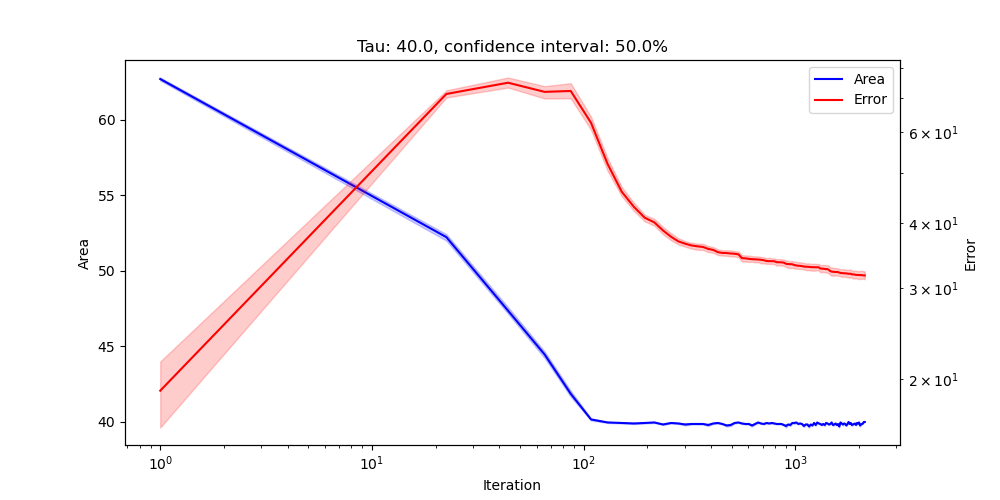 Tau: 40.0, confidence interval: 50.0%
Area
Error
60
55
50
45
40
Area
6 × 10¹
4 × 10¹
3 × 10¹
2 × 10¹
Error
10⁰
10¹
10²
10³
Iteration